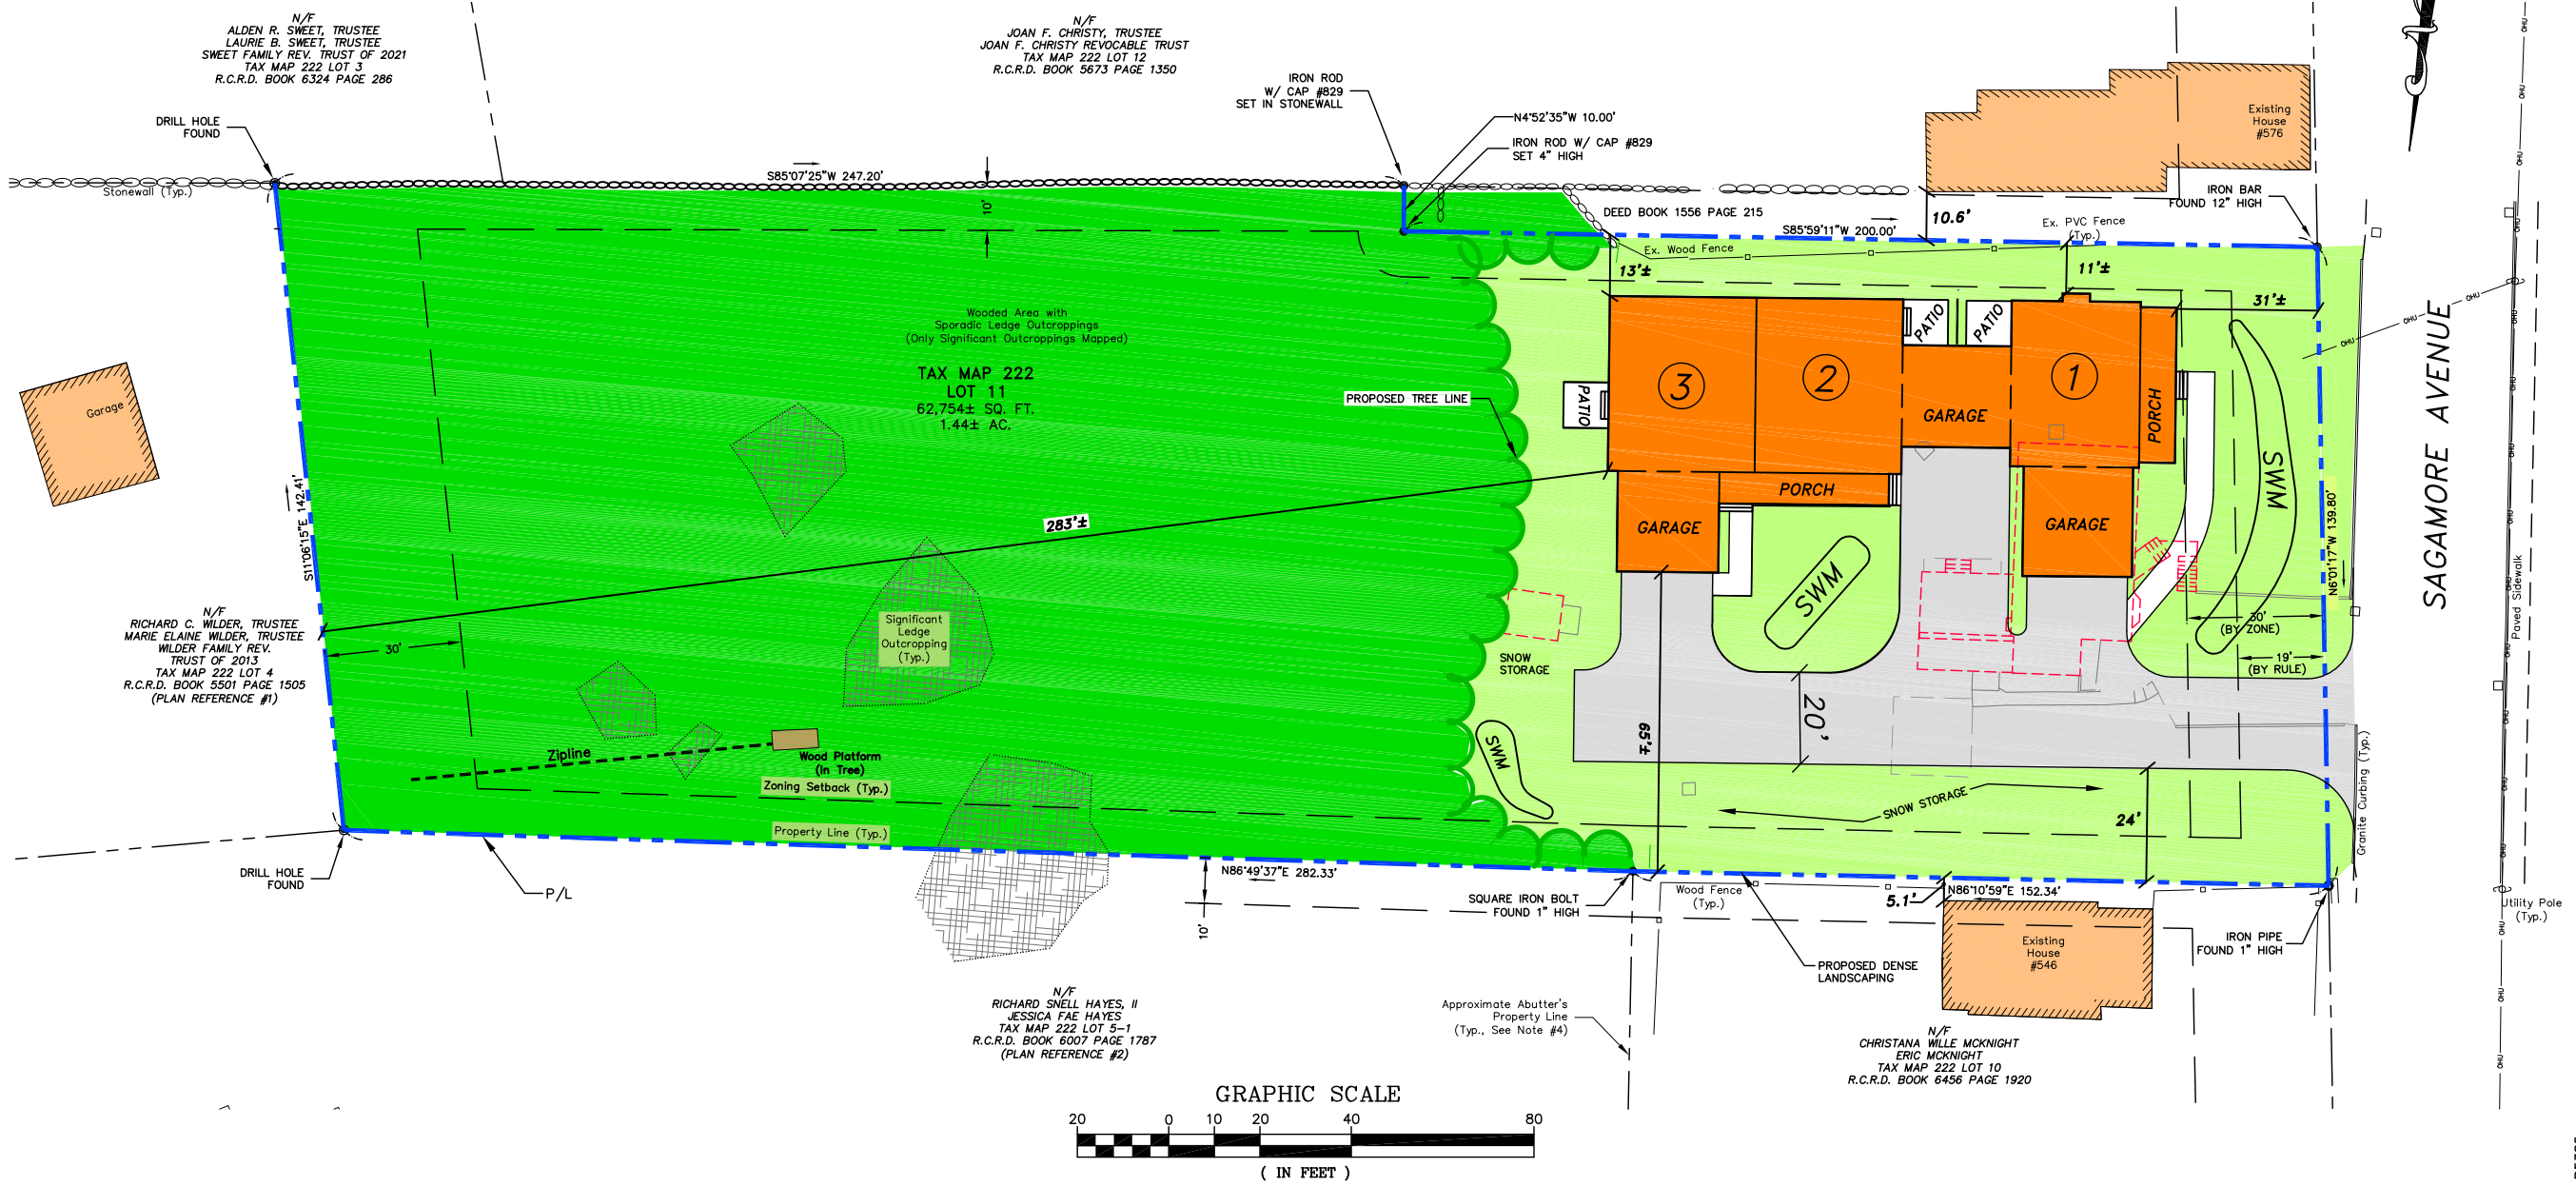 N/F
ALDEN R. SWEET, TRUSTEE
LAURIE B. SWEET, TRUSTEE
SWEET FAMILY REV. TRUST OF 2021
TAX MAP 222 LOT 3
R.C.R.D. BOOK 6324 PAGE 286
N/F
JOAN F. CHRISTY, TRUSTEE
JOAN F. CHRISTY REVOCABLE TRUST
TAX MAP 222 LOT 12
R.C.R.D. BOOK 5673 PAGE 1350
IRON ROD
W/ CAP #829
SET IN STONEWALL
N4°52'35"W 10.00'
IRON ROD W/ CAP #829
SET 4" HIGH
DRILL HOLE
FOUND
Stonewall (Typ.)
S85°07'25"W 247.20'
10'
DEED BOOK 1556 PAGE 215
S85°59'11"W 200.00'
10.6'
Existing
House
#576
IRON BAR
FOUND 12" HIGH
Ex. PVC Fence
(Typ.)
Ex. Wood Fence
13'±
11'±
31'±
OHU
OHU
OHU
OHU
OHU
OHU
OHU
OHU
OHU
OHU
OHU
OHU
OHU
OHU
Garage
Wooded Area with
Sporadic Ledge Outcroppings
(Only Significant Outcroppings Mapped)
TAX MAP 222
LOT 11
62,754± SQ. FT.
1.44± AC.
PROPOSED TREE LINE
PATIO
3
2
PATIO
PATIO
1
GARAGE
PORCH
PORCH
GARAGE
GARAGE
SWM
SWM
SWM
SAGAMORE AVENUE
Paved Sidewalk
N6°01'17"W 139.80'
S11°06'15"E 142.41'
283'±
30'
(BY ZONE)
19'
(BY RULE)
N/F
RICHARD C. WILDER, TRUSTEE
MARIE ELAINE WILDER, TRUSTEE
WILDER FAMILY REV.
TRUST OF 2013
TAX MAP 222 LOT 4
R.C.R.D. BOOK 5501 PAGE 1505
(PLAN REFERENCE #1)
30'
Significant
Ledge
Outcropping
(Typ.)
SNOW
STORAGE
65'±
20'
Zipline
Wood Platform
(In Tree)
Zoning Setback (Typ.)
Property Line (Typ.)
SNOW STORAGE
24'
Granite Curbing (Typ.)
DRILL HOLE
FOUND
P/L
N86°49'37"E 282.33'
10'
SQUARE IRON BOLT
FOUND 1" HIGH
Wood Fence
(Typ.)
5.1'
N86°10'59"E 152.34'
Utility Pole
(Typ.)
IRON PIPE
FOUND 1" HIGH
Existing
House
#546
PROPOSED DENSE
LANDSCAPING
N/F
RICHARD SNELL HAYES, II
JESSICA FAE HAYES
TAX MAP 222 LOT 5-1
R.C.R.D. BOOK 6007 PAGE 1787
(PLAN REFERENCE #2)
Approximate Abutter's
Property Line
(Typ., See Note #4)
N/F
CHRISTANA WILLE MCKNIGHT
ERIC MCKNIGHT
TAX MAP 222 LOT 10
R.C.R.D. BOOK 6456 PAGE 1920
GRAPHIC SCALE
20 0 10 20 40 80
( IN FEET )